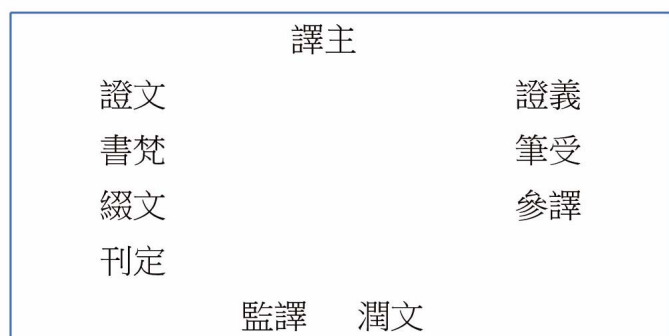 譯主
證文 證義
書梵 筆受
綴文 參譯
刊定
監譯 潤文